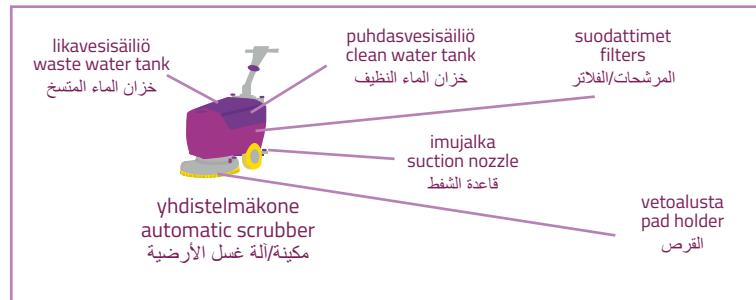 likavesisäiliö
waste water tank
خزان الماء المتسخ
puhdasvesisäiliö
clean water tank
خزان الماء النظيف
suodattimet
filters
المرشحات/الفلاتر
imujalka
suction nozzle
قاعدة الشفط
yhdistelmäkone
automatic scrubber
مكينة/آلة غسل الأرضية
vetoalusta
pad holder
القرص